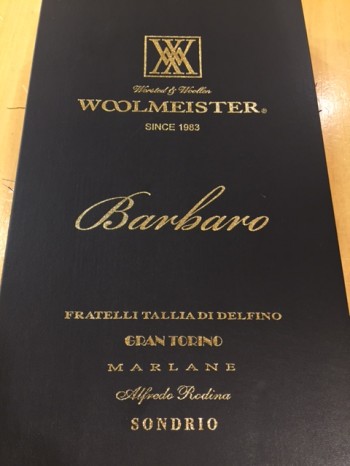 Worsted & Woollen
WOOLMEISTER®
SINCE 1983
Barbaro
FRATELLI TALLIA DI DELFINO
GRAN TORINO
MARLANE
Alfredo Rodina
SONDRIO